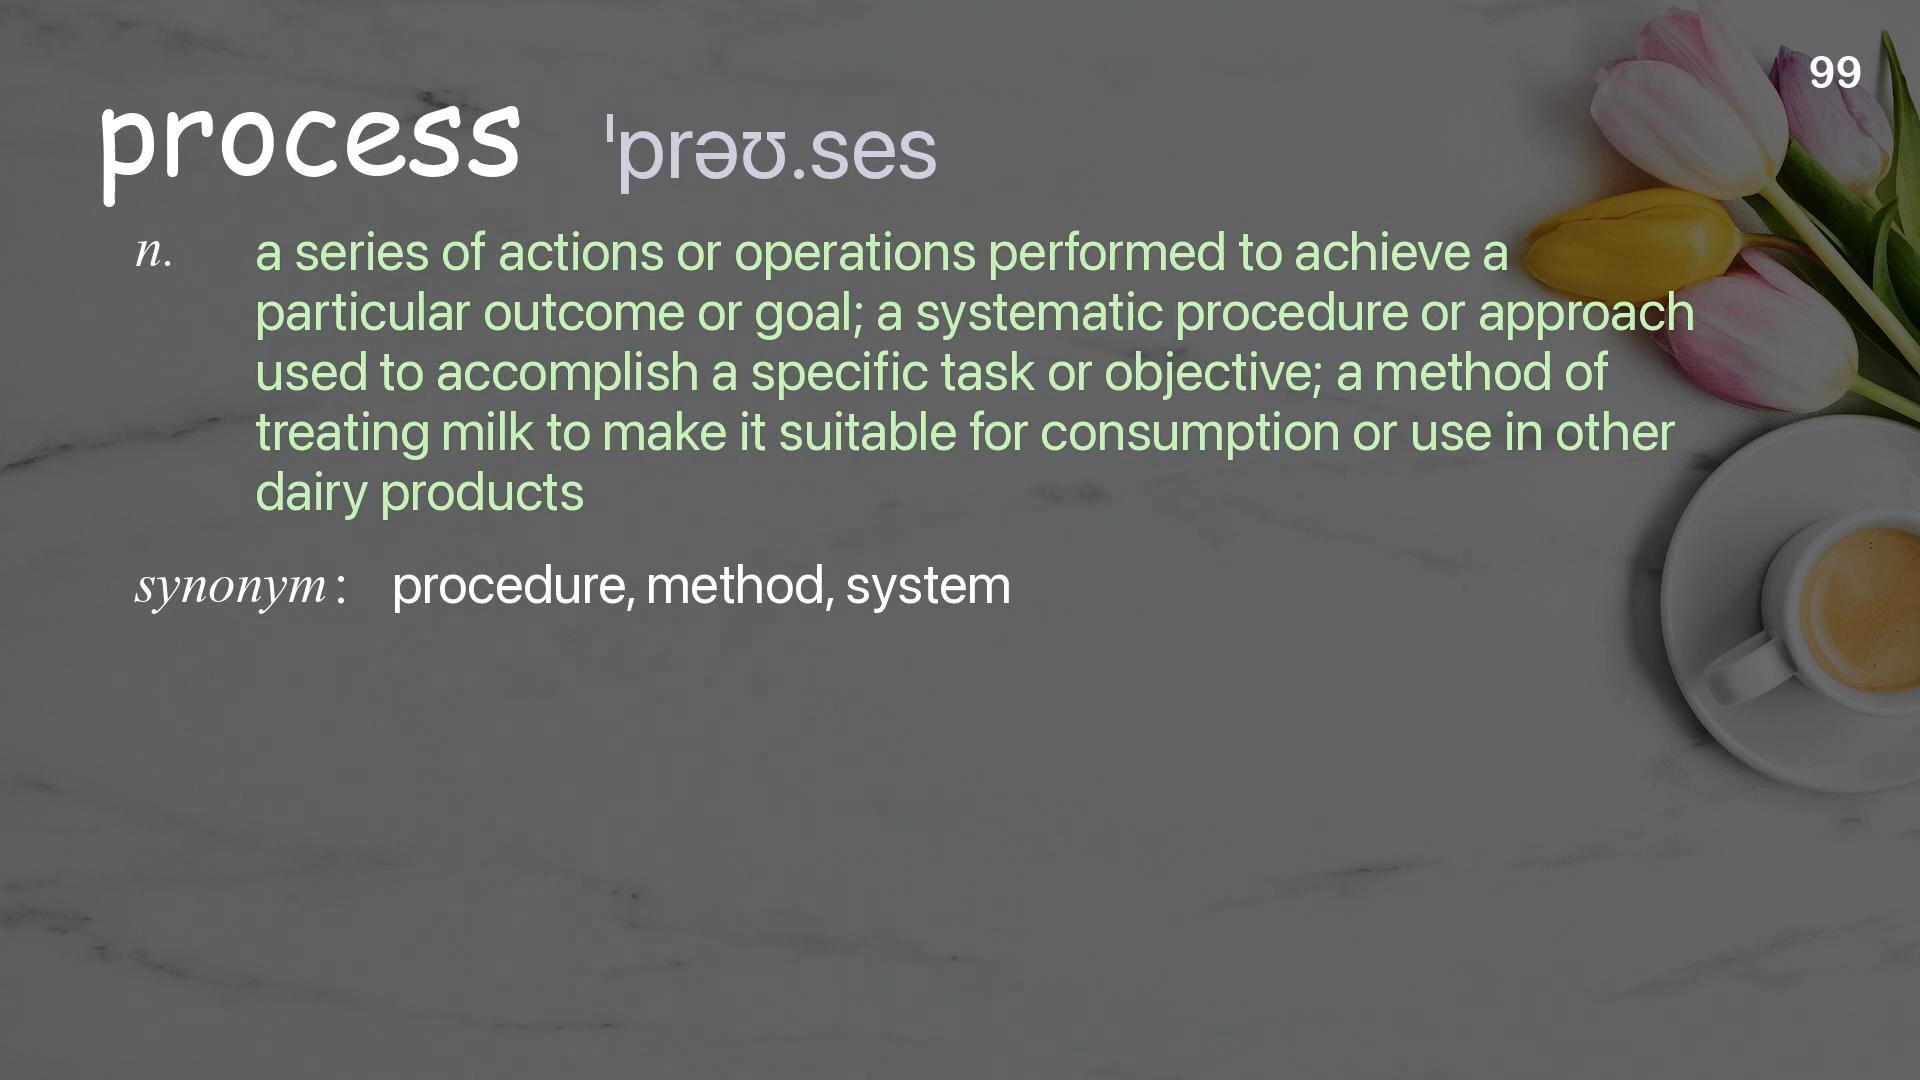 99
process ˈprəʊ.ses
n. a series of actions or operations performed to achieve a
particular outcome or goal; a systematic procedure or approach
used to accomplish a specific task or objective; a method of
treating milk to make it suitable for consumption or use in other
dairy products
synonym: procedure, method, system